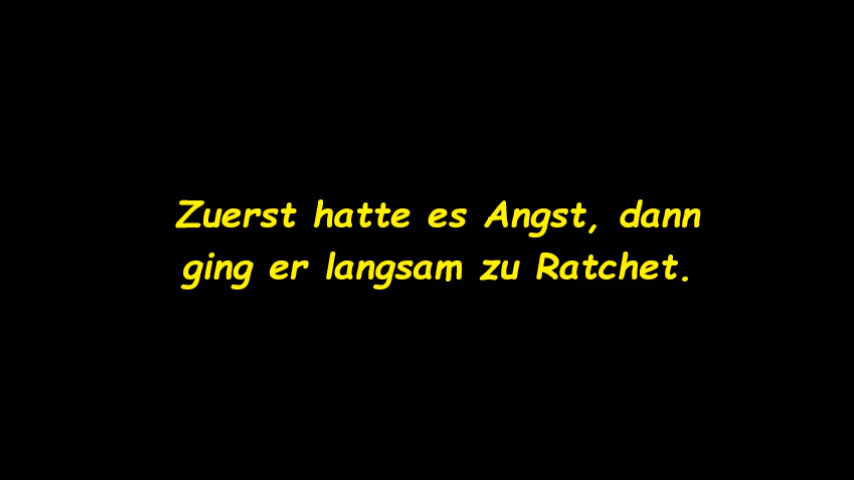 Zuerst hatte es Angst, dann
ging er langsam zu Ratchet.